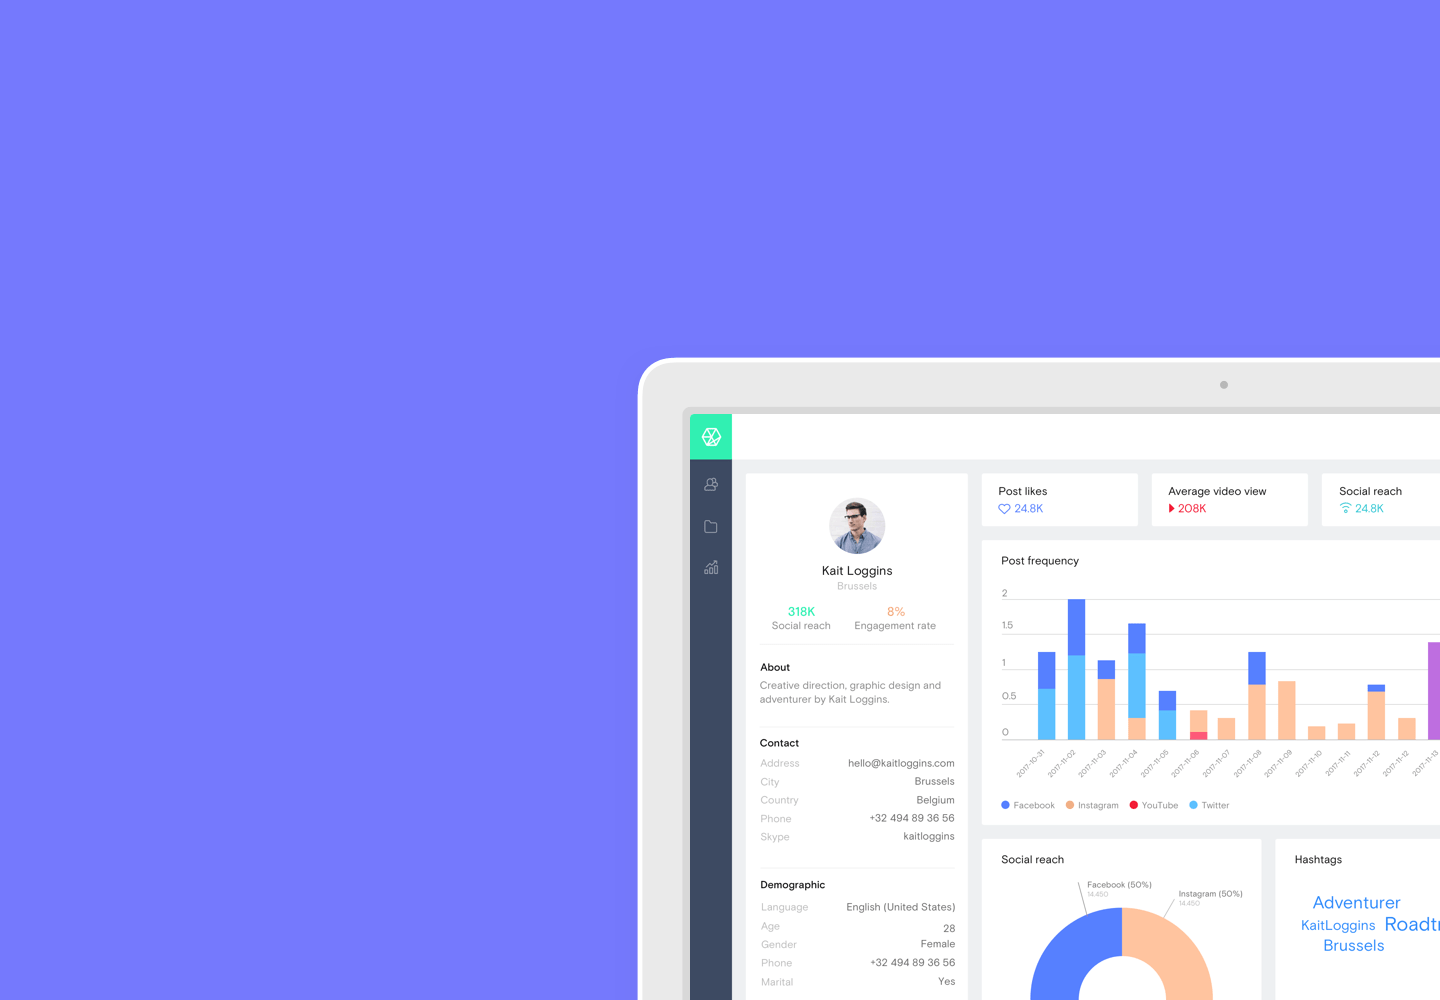 Kait Loggins
Brussels
318K
Social reach
8%
Engagement rate
About
Creative direction, graphic design and
adventurer by Kait Loggins.
Contact
Address hello@kaitloggins.com
City Brussels
Country Belgium
Phone +32 494 89 36 56
Skype kaitloggins
Demographic
Language English (United States)
Age 28
Gender Female
Phone +32 494 89 36 56
Marital Yes
Post likes
24.8K
Average video view
208K
Social reach
24.8K
Post frequency
2
1.5
1
0.5
0
2017-10-31 2017-11-02 2017-11-03 2017-11-04 2017-11-05 2017-11-06 2017-11-07 2017-11-08 2017-11-09 2017-11-10 2017-11-11 2017-11-12 2017-11-12 2017-11-13
Facebook Instagram YouTube Twitter
Social reach
Facebook (50%)
14.450
Instagram (50%)
14.450
Hashtags
Adventurer
KaitLoggins Roadt
Brussels